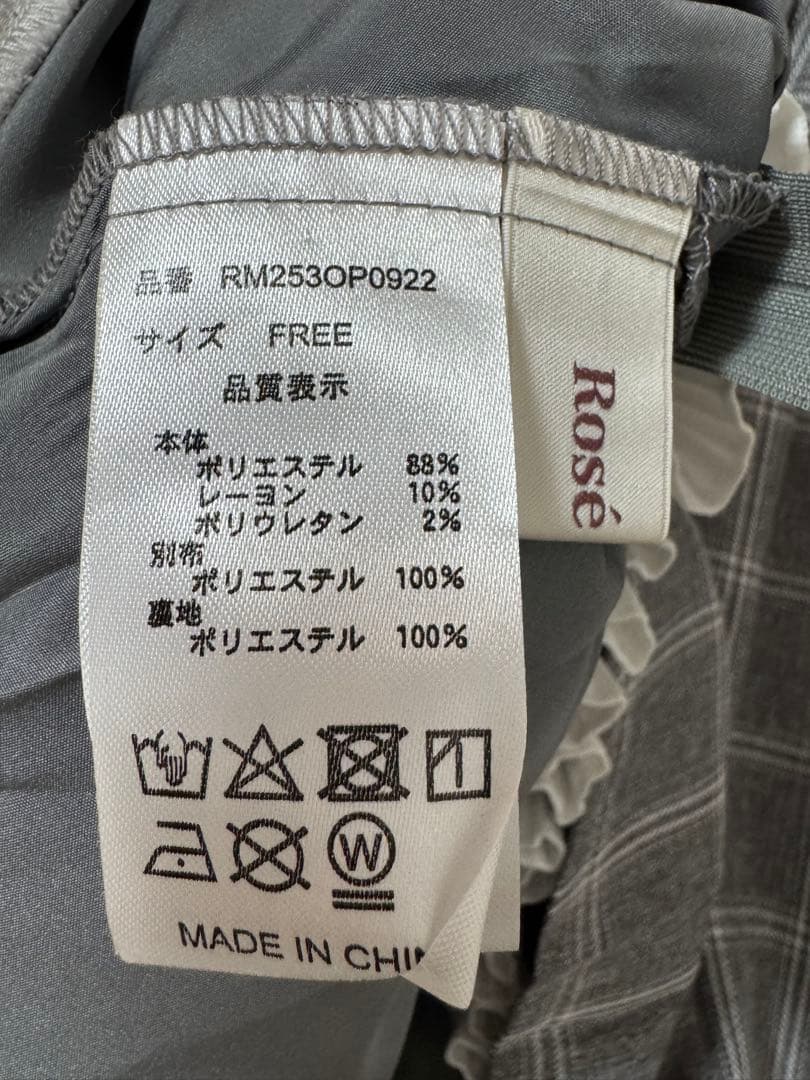 品番 RM253OP0922
サイズ FREE
品質表示
本体
ポリエステル 88%
レーヨン 10%
ポリウレタン 2%
別布
ポリエステル 100%
裏地
ポリエステル 100%
W
MADE IN CHIN
Rosé